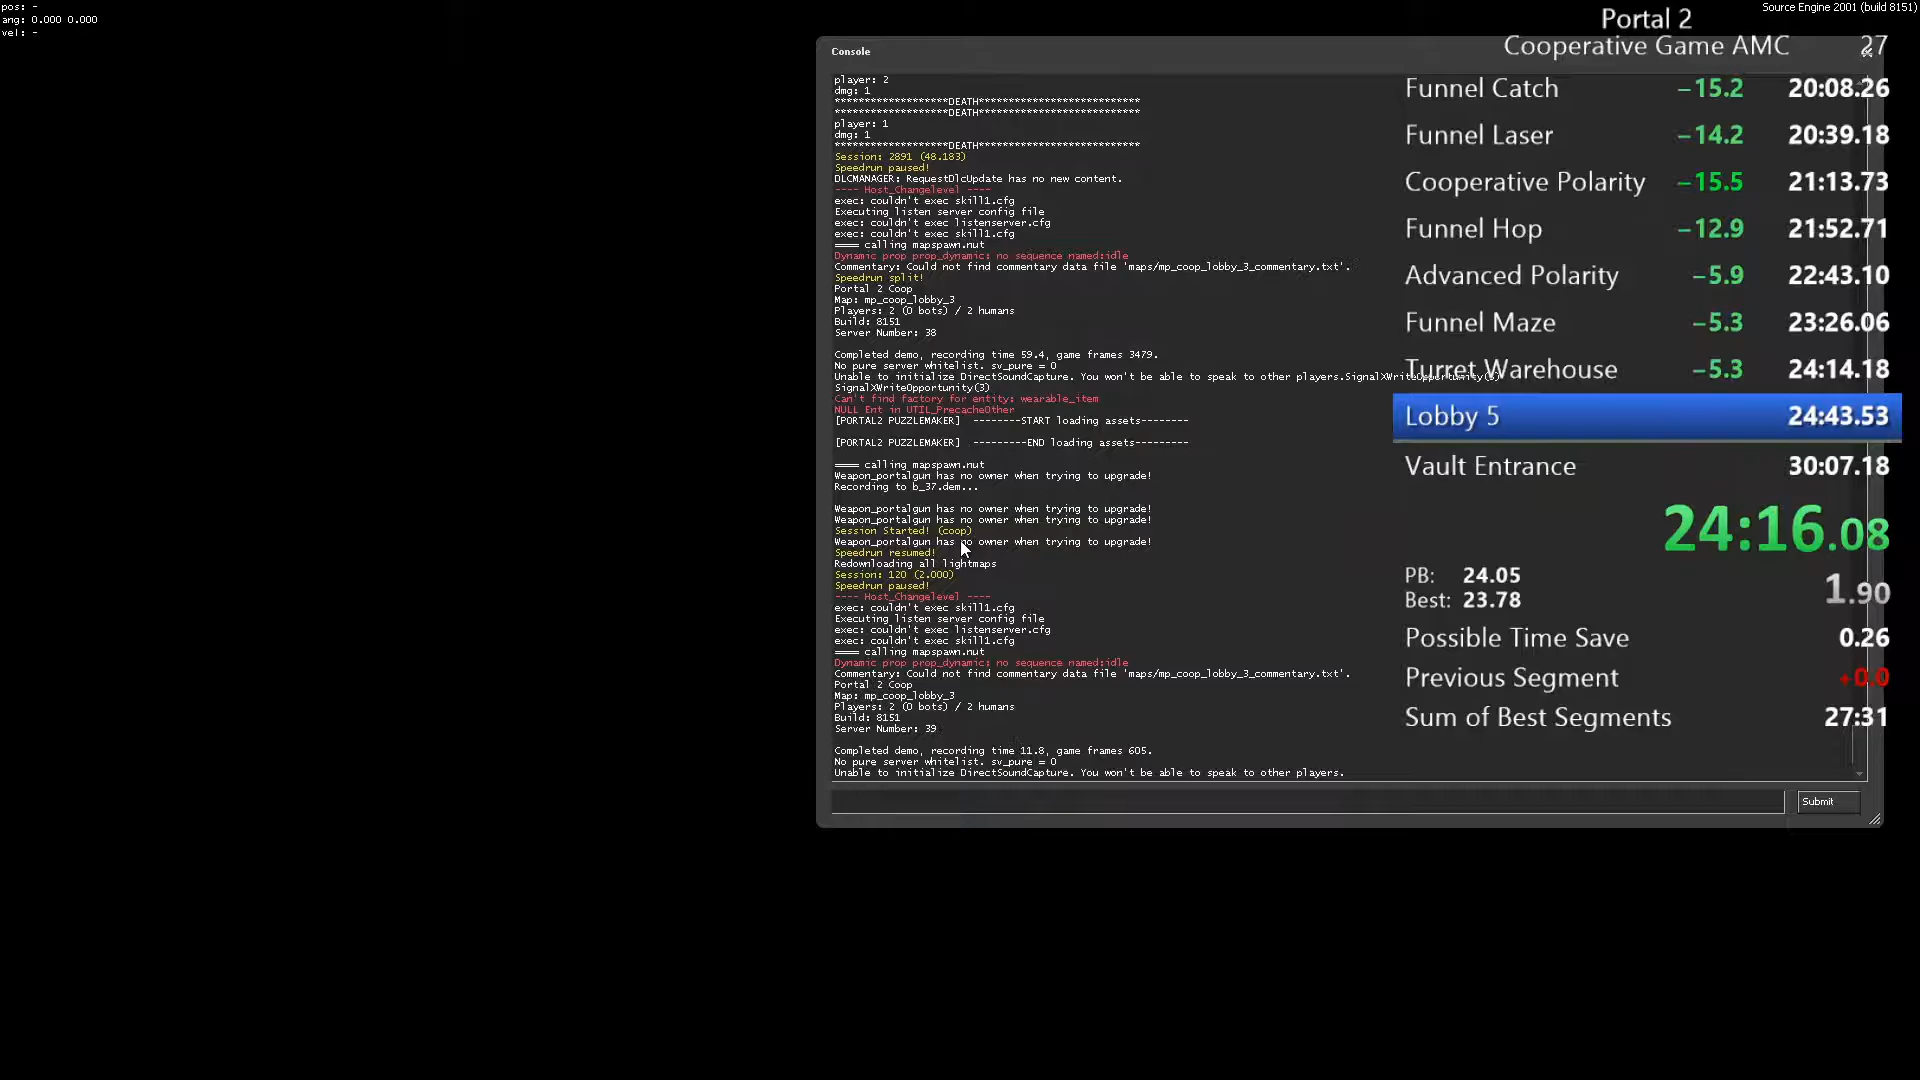 pos: -
ang: 0.000 0.000
vel: -
Source Engine 2001 (build 8151)
Console
player: 2
dmg: 1
*******************DEATH***************************
*******************DEATH***************************
player: 1
dmg: 1
*******************DEATH***************************
Session: 2891 (48.183)
Speedrun paused!
DLCMANAGER: RequestDlcUpdate has no new content.
---- Host_Changelevel ----
exec: couldn't exec skill1.cfg
Executing listen server config file
exec: couldn't exec listenserver.cfg
exec: couldn't exec skill1.cfg
==== calling mapspawn.nut
Dynamic prop prop_dynamic: no sequence named:idle
Commentary: Could not find commentary data file 'maps/mp_coop_lobby_3_commentary.txt'.
Speedrun split!
Portal 2 Coop
Map: mp_coop_lobby_3
Players: 2 (0 bots) / 2 humans
Build: 8151
Server Number: 38
Completed demo, recording time 59.4, game frames 3479.
No pure server whitelist. sv_pure = 0
Unable to initialize DirectSoundCapture. You won't be able to speak to other players.SignalXWriteOpportunity(3)
SignalXWriteOpportunity(3)
Can't find factory for entity: wearable_item
NULL Ent in UTIL_PrecacheOther
[PORTAL2 PUZZLEMAKER] --------START loading assets--------
[PORTAL2 PUZZLEMAKER] ---------END loading assets---------
==== calling mapspawn.nut
Weapon_portalgun has no owner when trying to upgrade!
Recording to b_37.dem...
Weapon_portalgun has no owner when trying to upgrade!
Weapon_portalgun has no owner when trying to upgrade!
Session Started! (coop)
Weapon_portalgun has no owner when trying to upgrade!
Speedrun resumed!
Redownloading all lightmaps
Session: 120 (2.000)
Speedrun paused!
---- Host_Changelevel ----
exec: couldn't exec skill1.cfg
Executing listen server config file
exec: couldn't exec listenserver.cfg
exec: couldn't exec skill1.cfg
==== calling mapspawn.nut
Dynamic prop prop_dynamic: no sequence named:idle
Commentary: Could not find commentary data file 'maps/mp_coop_lobby_3_commentary.txt'.
Portal 2 Coop
Map: mp_coop_lobby_3
Players: 2 (0 bots) / 2 humans
Build: 8151
Server Number: 39
Completed demo, recording time 11.8, game frames 605.
No pure server whitelist. sv_pure = 0
Unable to initialize DirectSoundCapture. You won't be able to speak to other players.
Submit
Portal 2
Cooperative Game AMC 27
Funnel Catch −15.2 20:08.26
Funnel Laser −14.2 20:39.18
Cooperative Polarity −15.5 21:13.73
Funnel Hop −12.9 21:52.71
Advanced Polarity −5.9 22:43.10
Funnel Maze −5.3 23:26.06
Turret Warehouse −5.3 24:14.18
Lobby 5 24:43.53
Vault Entrance 30:07.18
24:16.08
PB: 24.05
Best: 23.78
1.90
Possible Time Save 0.26
Previous Segment +0.0
Sum of Best Segments 27:31